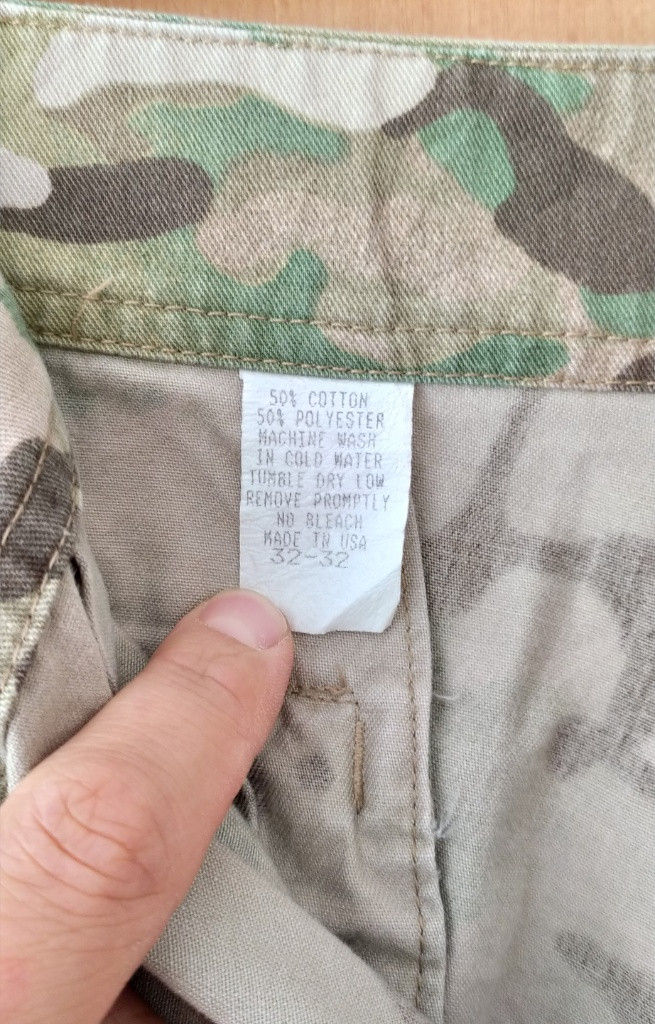 50% COTTON
50% POLYESTER
MACHINE WASH
IN COLD WATER
TUMBLE DRY LOW
REMOVE PROMPTLY
NO BLEACH
MADE IN USA
32-32